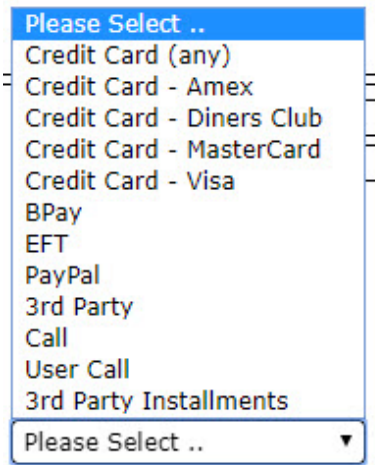 Please Select ..
Credit Card (any)
Credit Card - Amex
Credit Card - Diners Club
Credit Card - MasterCard
Credit Card - Visa
BPay
EFT
PayPal
3rd Party
Call
User Call
3rd Party Installments
Please Select ..